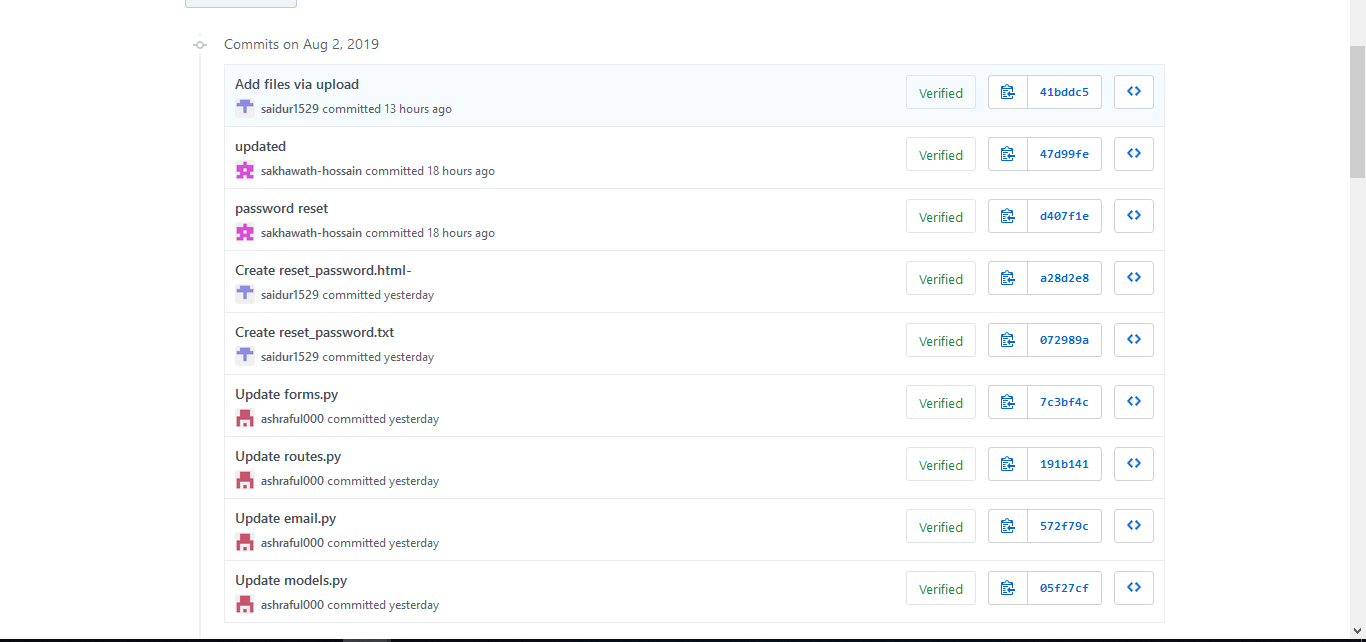 Commits on Aug 2, 2019
Add files via upload
saidur1529 committed 13 hours ago
Verified
41bddc5
updated
sakhawath-hossain committed 18 hours ago
Verified
47d99fe
password reset
sakhawath-hossain committed 18 hours ago
Verified
d407f1e
Create reset_password.html-
saidur1529 committed yesterday
Verified
a28d2e8
Create reset_password.txt
saidur1529 committed yesterday
Verified
072989a
Update forms.py
ashraful000 committed yesterday
Verified
7c3bf4c
Update routes.py
ashraful000 committed yesterday
Verified
191b141
Update email.py
ashraful000 committed yesterday
Verified
572f79c
Update models.py
ashraful000 committed yesterday
Verified
05f27cf